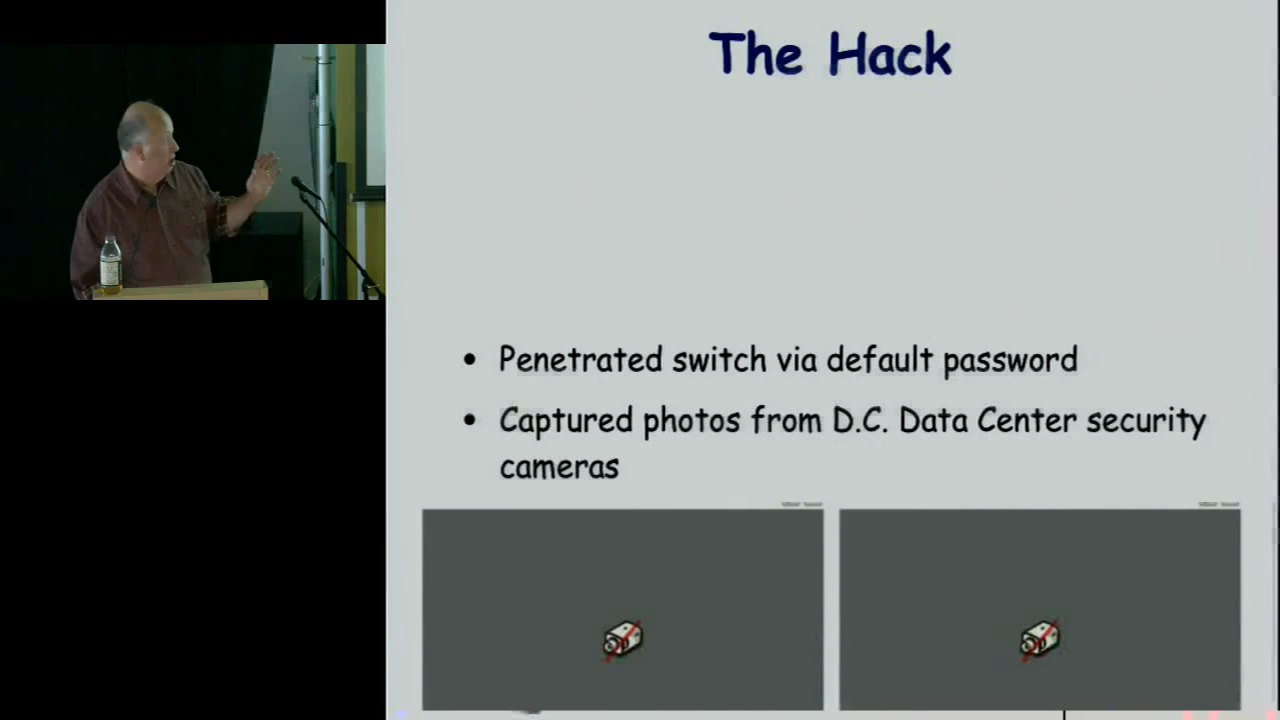 The Hack
• Penetrated switch via default password
• Captured photos from D.C. Data Center security
cameras